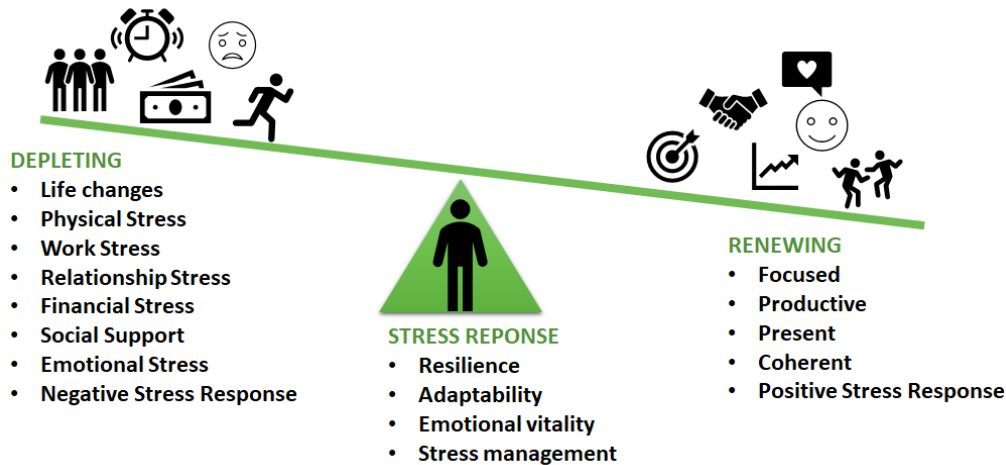 DEPLETING
• Life changes
• Physical Stress
• Work Stress
• Relationship Stress
• Financial Stress
• Social Support
• Emotional Stress
• Negative Stress Response
STRESS REPONSE
• Resilience
• Adaptability
• Emotional vitality
• Stress management
RENEWING
• Focused
• Productive
• Present
• Coherent
• Positive Stress Response